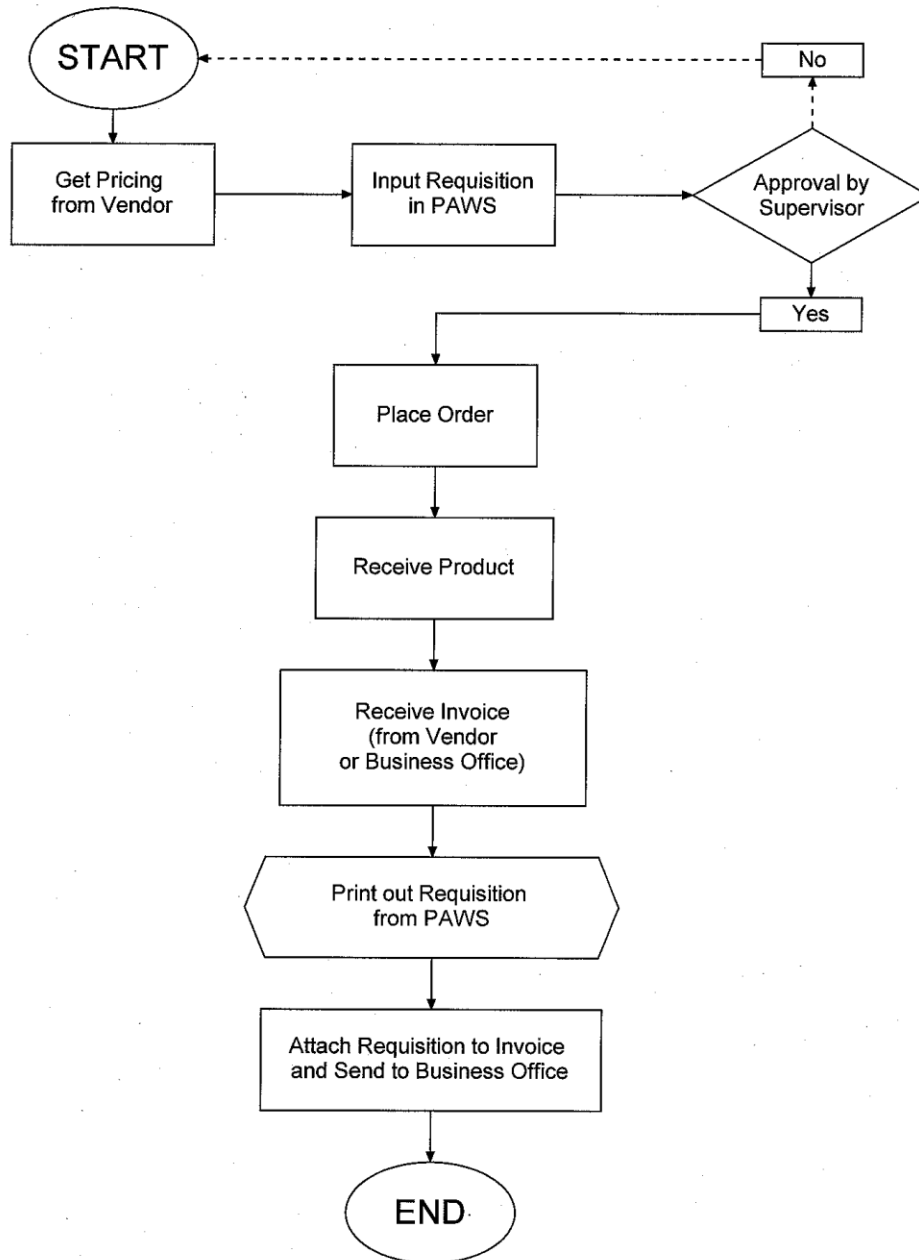 START
No
Get Pricing
from Vendor
Input Requisition
in PAWS
Approval by
Supervisor
Yes
Place Order
Receive Product
Receive Invoice
(from Vendor
or Business Office)
Print out Requisition
from PAWS
Attach Requisition to Invoice
and Send to Business Office
END